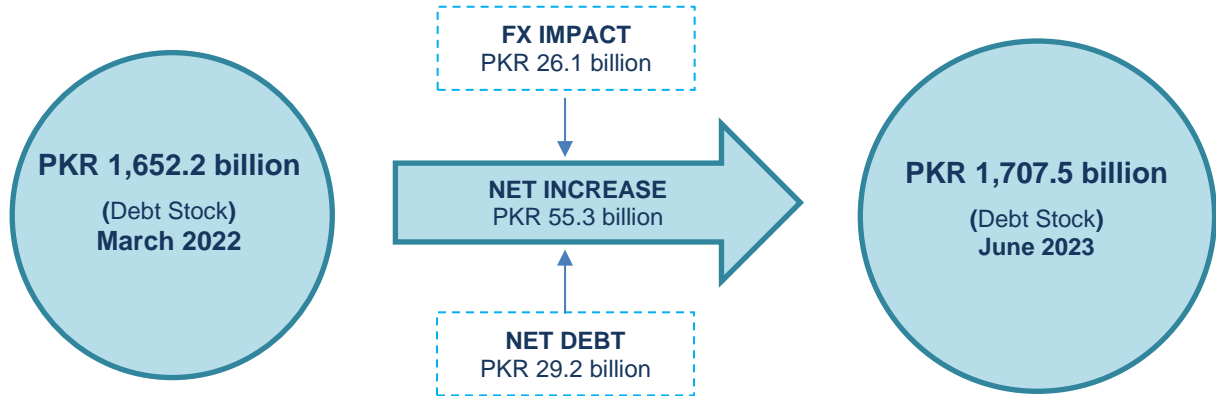 FX IMPACT
PKR 26.1 billion
PKR 1,652.2 billion
(Debt Stock)
March 2022
NET INCREASE
PKR 55.3 billion
PKR 1,707.5 billion
(Debt Stock)
June 2023
NET DEBT
PKR 29.2 billion